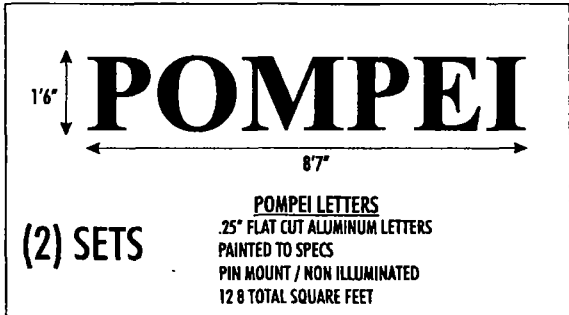 1'6"
POMPEI
8'7"
POMPEI LETTERS
.25" FLAT CUT ALUMINUM LETTERS
(2) SETS
PAINTED TO SPECS
PIN MOUNT / NON ILLUMINATED
12 8 TOTAL SQUARE FEET